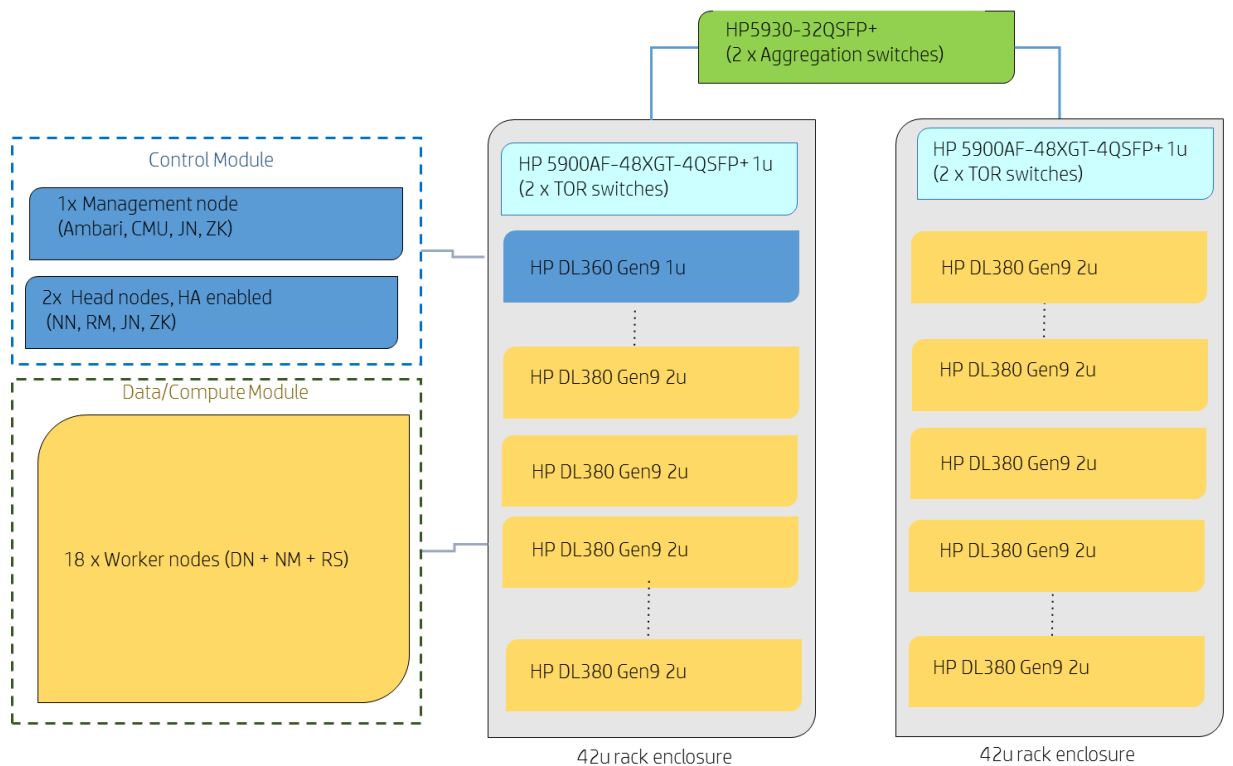 HP5930-32QSFP+
(2 x Aggregation switches)
Control Module
1x Management node
(Ambari, CMU, JN, ZK)
2x Head nodes, HA enabled
(NN, RM, JN, ZK)
Data/Compute Module
18 x Worker nodes (DN + NM + RS)
HP 5900AF-48XGT-4QSFP+ 1u
(2 x TOR switches)
HP DL360 Gen9 1u
HP DL380 Gen9 2u
HP DL380 Gen9 2u
HP DL380 Gen9 2u
HP DL380 Gen9 2u
42u rack enclosure
HP 5900AF-48XGT-4QSFP+ 1u
(2 x TOR switches)
HP DL380 Gen9 2u
HP DL380 Gen9 2u
HP DL380 Gen9 2u
HP DL380 Gen9 2u
HP DL380 Gen9 2u
42u rack enclosure